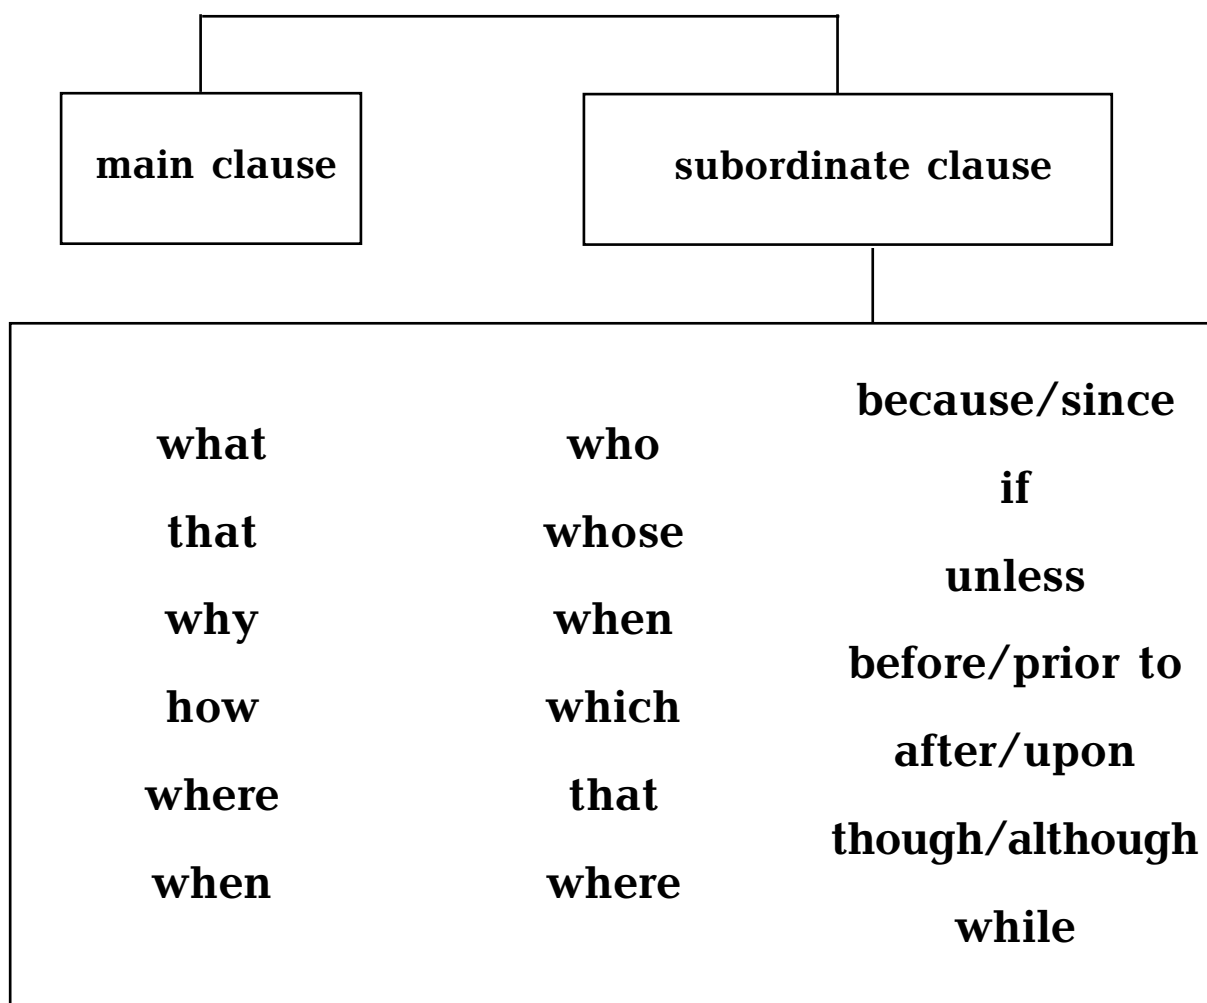 main clause
subordinate clause
what
that
why
how
where
when
who
whose
when
which
that
where
because/since
if
unless
before/prior to
after/upon
though/although
while